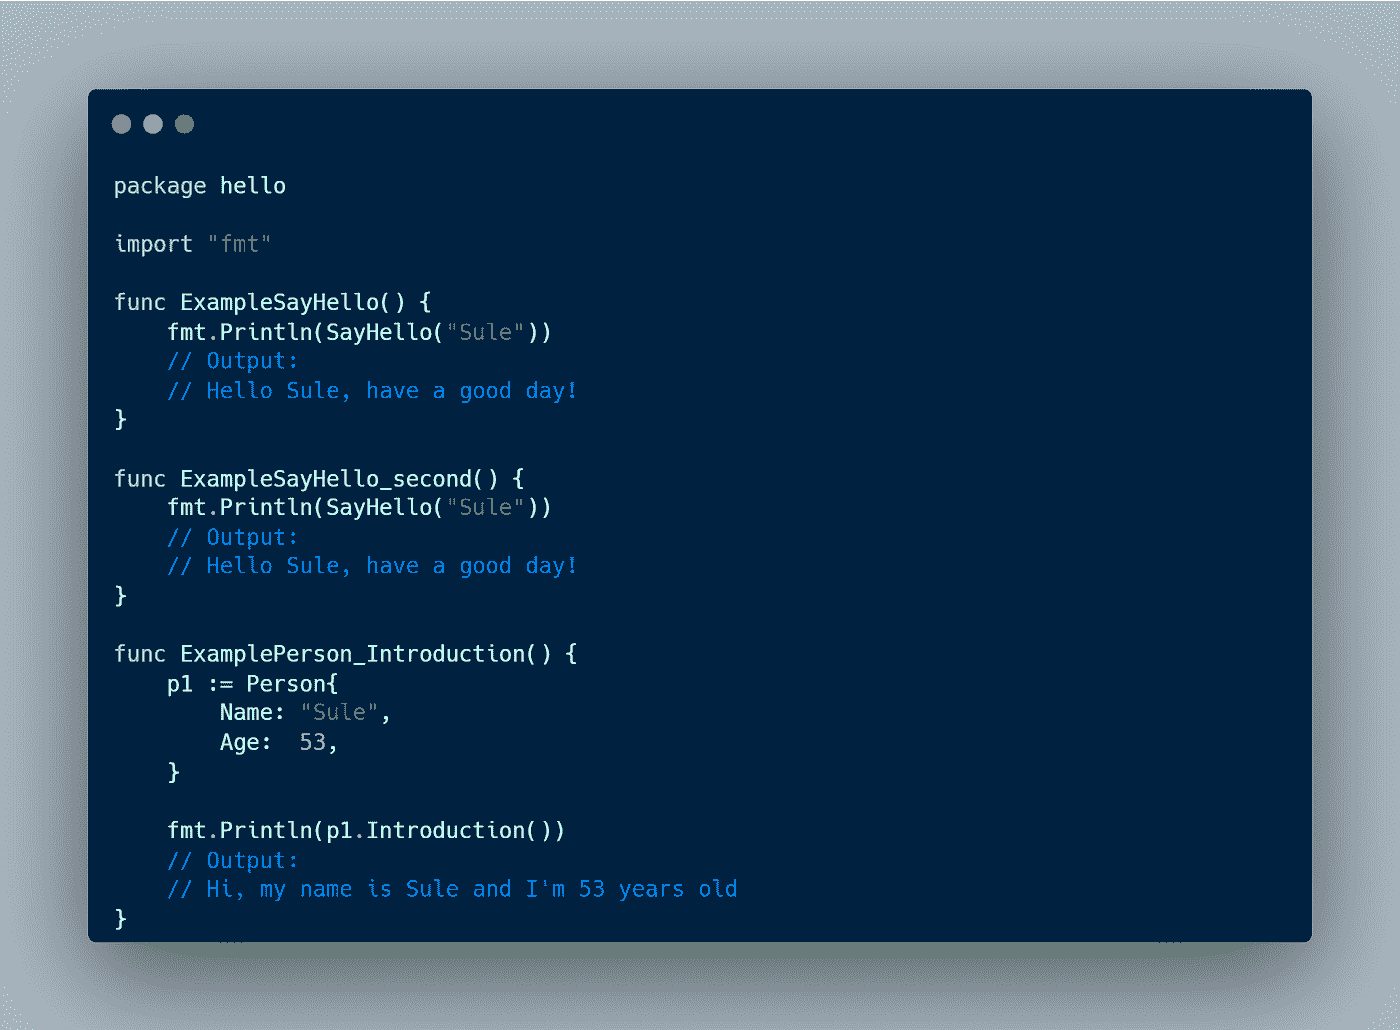 package hello

import "fmt"

func ExampleSayHello() {
    fmt.Println(SayHello("Sule"))
    // Output:
    // Hello Sule, have a good day!
}

func ExampleSayHello_second() {
    fmt.Println(SayHello("Sule"))
    // Output:
    // Hello Sule, have a good day!
}

func ExamplePerson_Introduction() {
    p1 := Person{
        Name: "Sule",
        Age:  53,
    }

    fmt.Println(p1.Introduction())
    // Output:
    // Hi, my name is Sule and I'm 53 years old
}